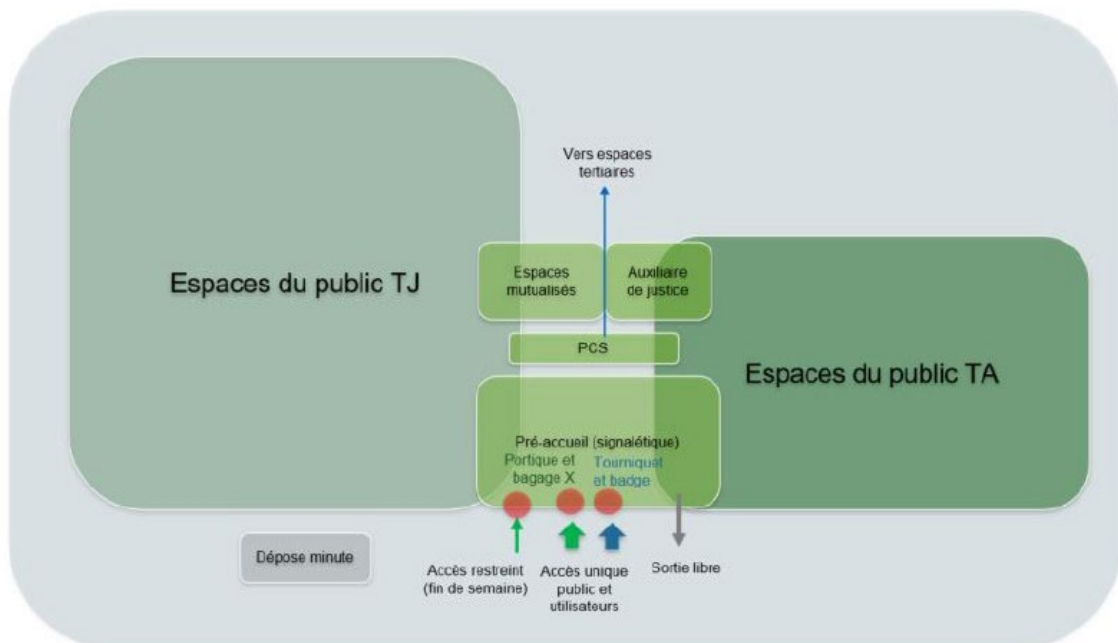 Vers espaces
tertiaires
Espaces du public TJ
Espaces
mutualisés
Auxiliaire
de justice
PCS
Espaces du public TA
Pré-accueil (signalétique)
Portique et
bagage X
Tourniquet
et badge
Dépose minute
Accès restreint
(fin de semaine)
Accès unique
public et
utilisateurs
Sortie libre